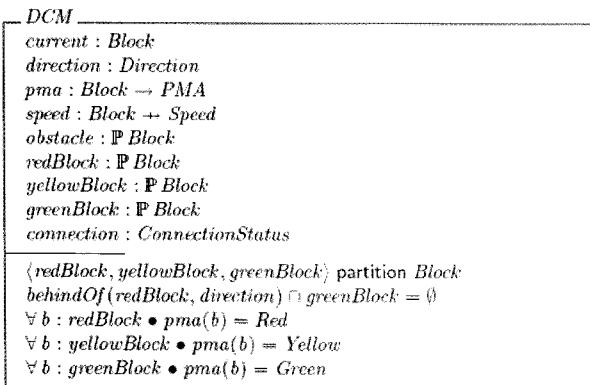 DCM
current : Block
direction : Direction
pma : Block → PMA
speed : Block ⇸ Speed
obstacle : ℙ Block
redBlock : ℙ Block
yellowBlock : ℙ Block
greenBlock : ℙ Block
connection : ConnectionStatus
⟨redBlock, yellowBlock, greenBlock⟩ partition Block
behindOf(redBlock, direction) ∩ greenBlock = ∅
∀ b : redBlock • pma(b) = Red
∀ b : yellowBlock • pma(b) = Yellow
∀ b : greenBlock • pma(b) = Green